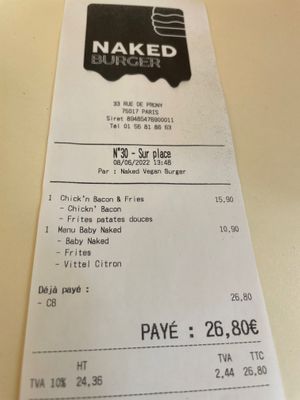 NAKED
BURGER
33 RUE DE PRONY
75017 PARIS
Siret 89485476900011
Tél 01 56 81 86 63
N°30 - Sur place
08/06/2022 13:48
Par : Naked Vegan Burger
1 Chick'n Bacon & Fries 15,90
- Chickn' Bacon
- Frites patates douces
1 Menu Baby Naked 10,90
- Baby Naked
- Frites
- Vittel Citron
Déjà payé :
- CB 26,80
PAYÉ : 26,80€
HT TVA TTC
TVA 10% 24,36 2,44 26,80